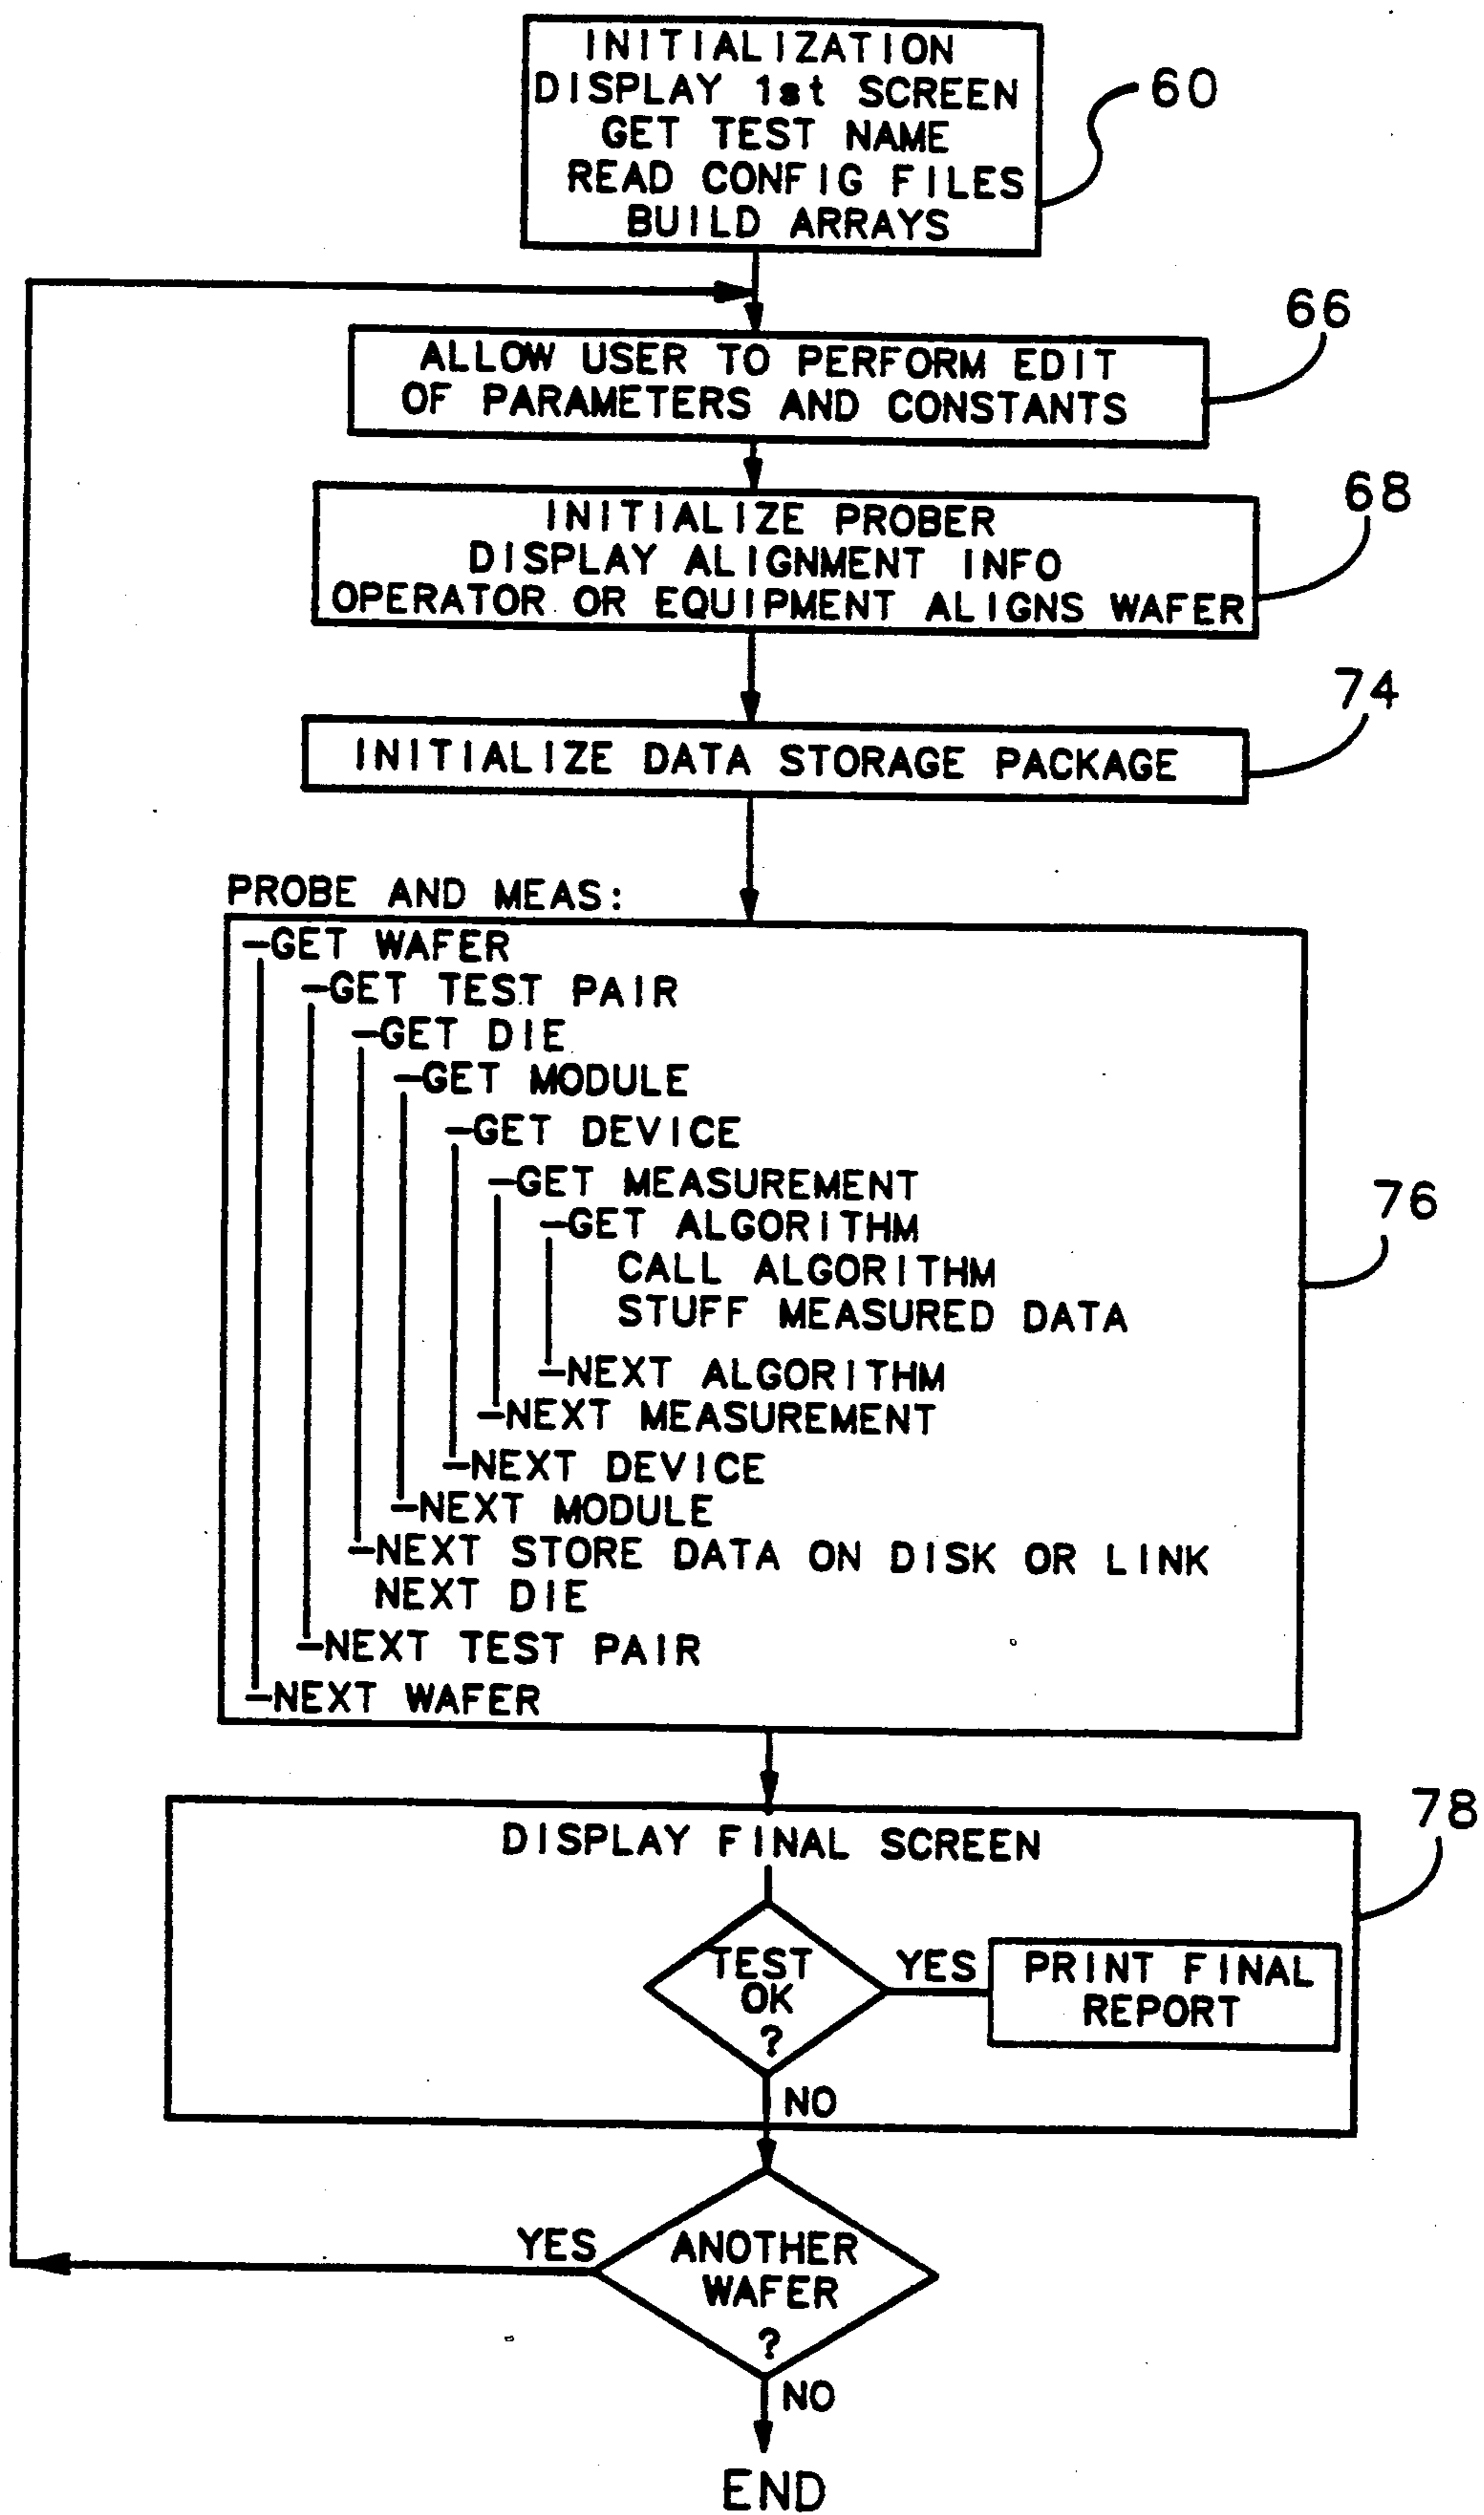 INITIALIZATION
DISPLAY 1st SCREEN
GET TEST NAME
READ CONFIG FILES
BUILD ARRAYS
60
ALLOW USER TO PERFORM EDIT
OF PARAMETERS AND CONSTANTS
66
INITIALIZE PROBER
DISPLAY ALIGNMENT INFO
OPERATOR OR EQUIPMENT ALIGNS WAFER
68
INITIALIZE DATA STORAGE PACKAGE
74
PROBE AND MEAS:
GET WAFER
GET TEST PAIR
GET DIE
GET MODULE
GET DEVICE
GET MEASUREMENT
GET ALGORITHM
CALL ALGORITHM
STUFF MEASURED DATA
NEXT ALGORITHM
NEXT MEASUREMENT
NEXT DEVICE
NEXT MODULE
NEXT STORE DATA ON DISK OR LINK
NEXT DIE
NEXT TEST PAIR
NEXT WAFER
76
DISPLAY FINAL SCREEN
78
TEST
OK
?
YES
PRINT FINAL
REPORT
NO
ANOTHER
WAFER
?
YES
NO
END